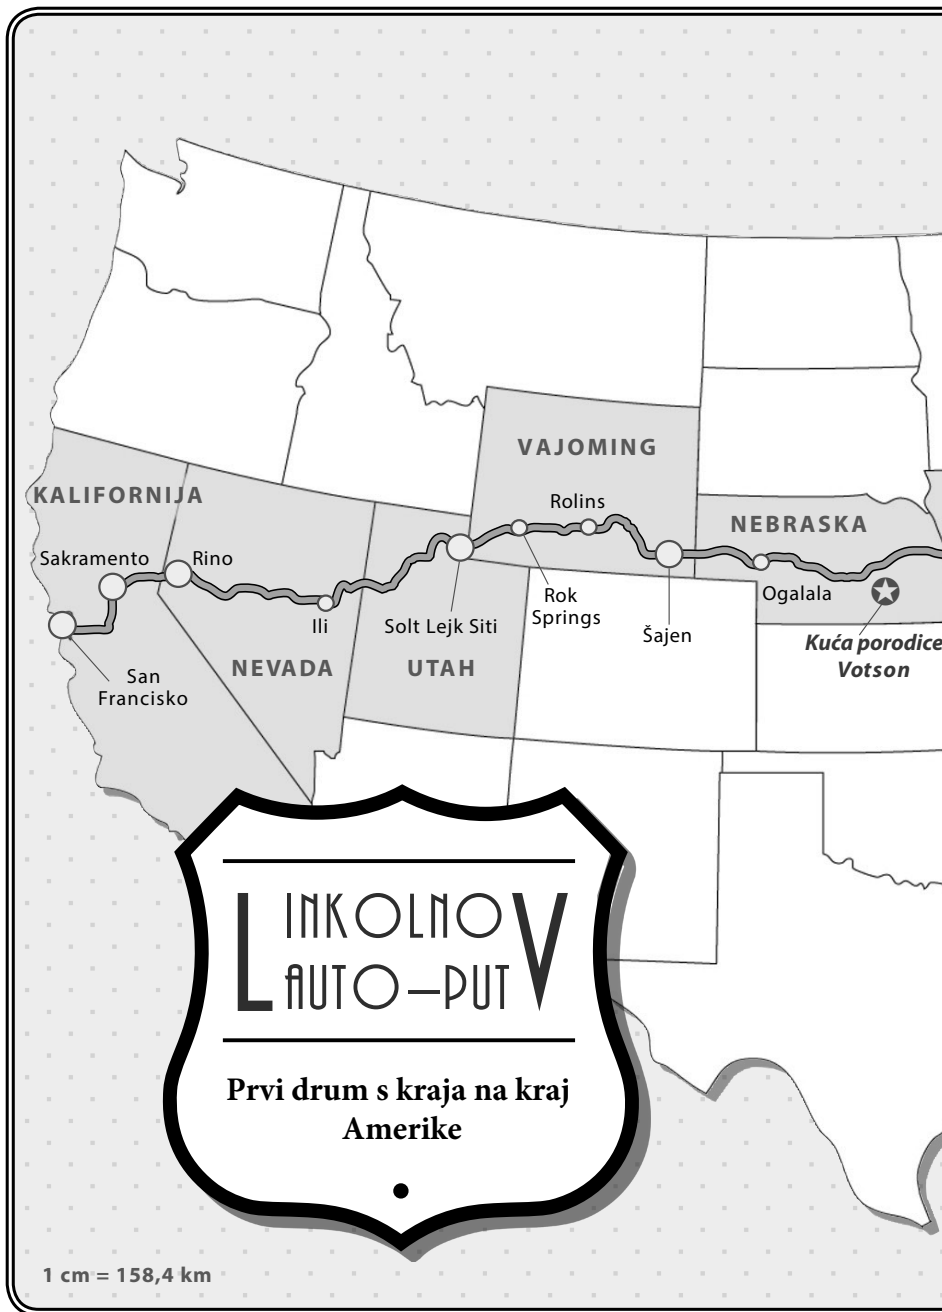 VAJOMING
KALIFORNIJA
Rolins
NEBRASKA
Sakramento
Rino
Ogalala
Rok
Springs
Ili
Solt Lejk Siti
Šajen
Kuća porodice
Votson
NEVADA
UTAH
San
Francisko
LINKOLNOV
AUTO–PUT
Prvi drum s kraja na kraj
Amerike
1 cm = 158,4 km